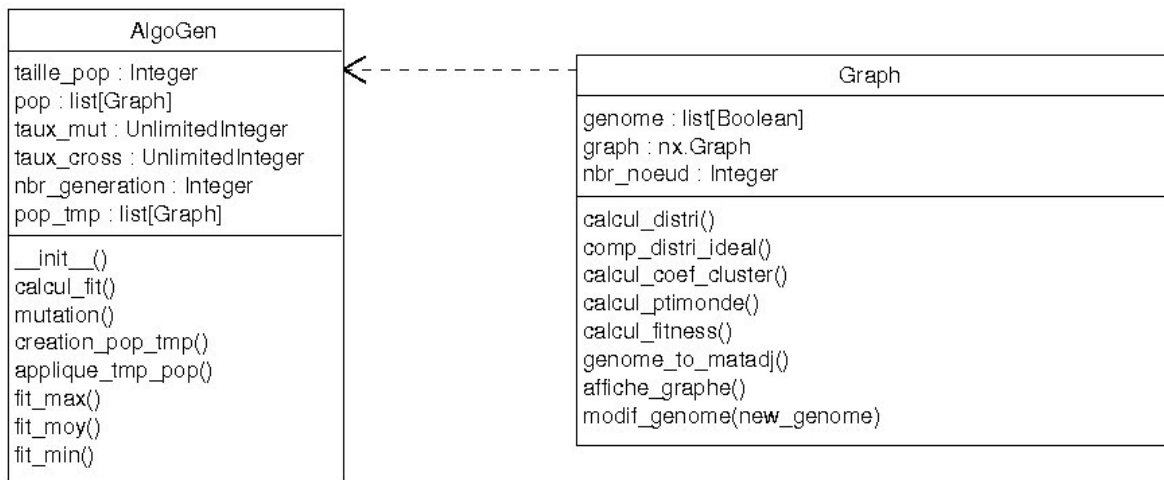 AlgoGen
taille_pop : Integer
pop : list[Graph]
taux_mut : UnlimitedInteger
taux_cross : UnlimitedInteger
nbr_generation : Integer
pop_tmp : list[Graph]
__init__()
calcul_fit()
mutation()
creation_pop_tmp()
applique_tmp_pop()
fit_max()
fit_moy()
fit_min()
Graph
genome : list[Boolean]
graph : nx.Graph
nbr_noeud : Integer
calcul_distri()
comp_distri_ideal()
calcul_coef_cluster()
calcul_ptimonde()
calcul_fitness()
genome_to_matadj()
affiche_graphe()
modif_genome(new_genome)